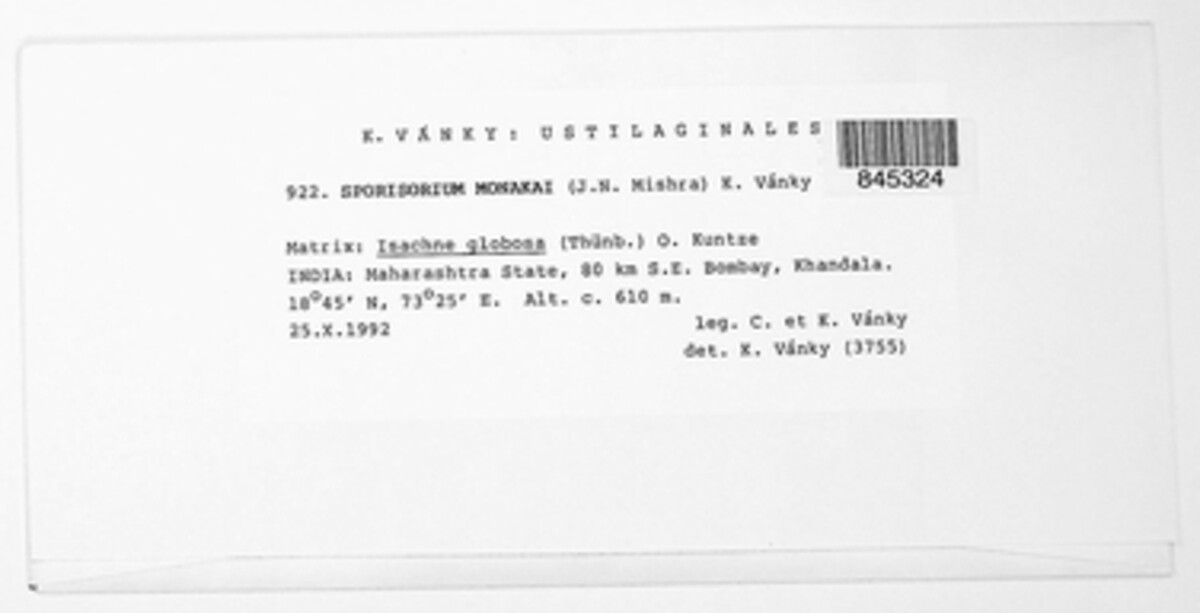 K. VÁNKY: USTILAGINALES
845324
922. SPORISORIUM MONAKAI (J.N. Mishra) K. Vánky
Matrix: Isachne globosa (Thunb.) O. Kuntze
INDIA: Maharashtra State, 80 km S.E. Bombay, Khandala.
18°45' N, 73°25' E. Alt. c. 610 m.
25.X.1992
leg. C. et K. Vánky
det. K. Vánky (3755)